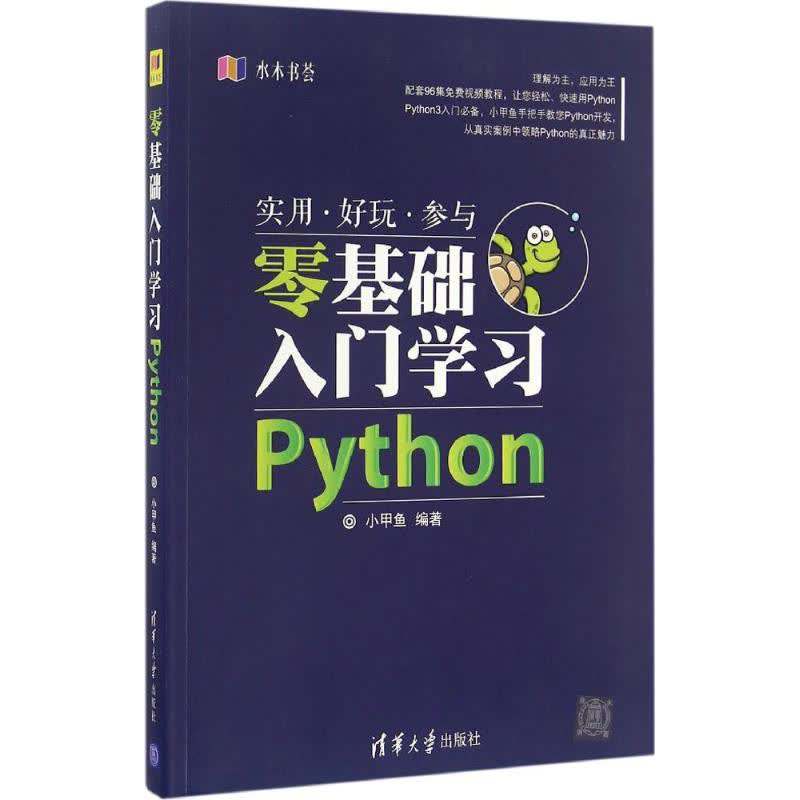 水木书荟
理解为主，应用为王
配套96集免费视频教程，让您轻松、快速用Python
Python3入门必备，小甲鱼手把手教您Python开发，
从真实案例中领略Python的真正魅力
实用·好玩·参与
零基础
入门学习
Python
小甲鱼 编著
清华大学出版社
零基础入门学习Python
小甲鱼 编著
清华大学出版社